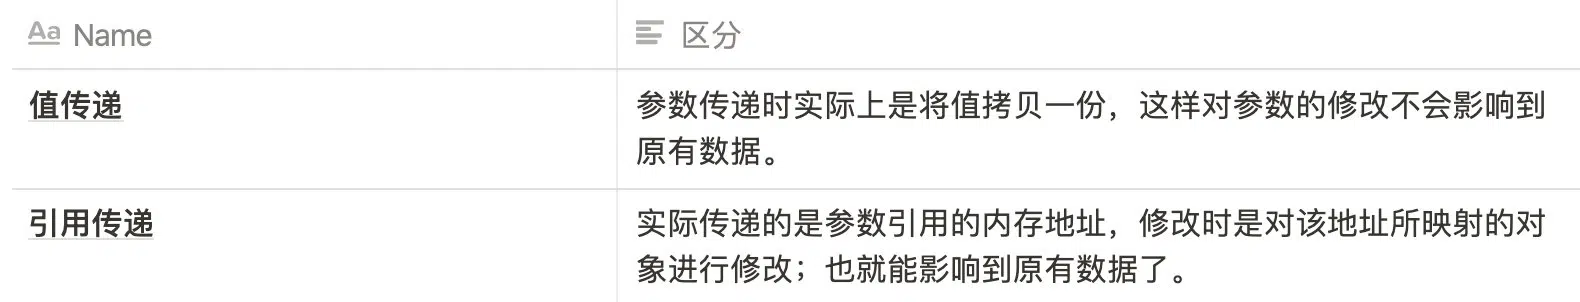 Aa Name
区分
值传递
参数传递时实际上是将值拷贝一份，这样对参数的修改不会影响到
原有数据。
引用传递
实际传递的是参数引用的内存地址，修改时是对该地址所映射的对
象进行修改；也就能影响到原有数据了。